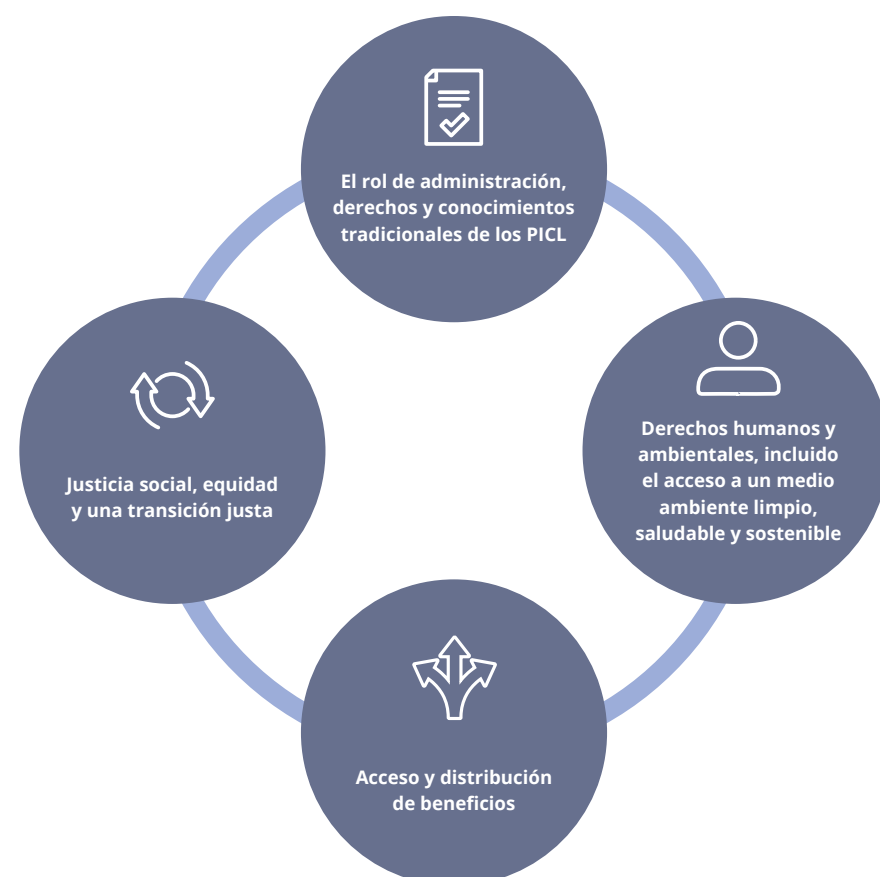 El rol de administración,
derechos y conocimientos
tradicionales de los PICL
Derechos humanos y
ambientales, incluido
el acceso a un medio
ambiente limpio,
saludable y sostenible
Justicia social, equidad
y una transición justa
Acceso y distribución
de beneficios